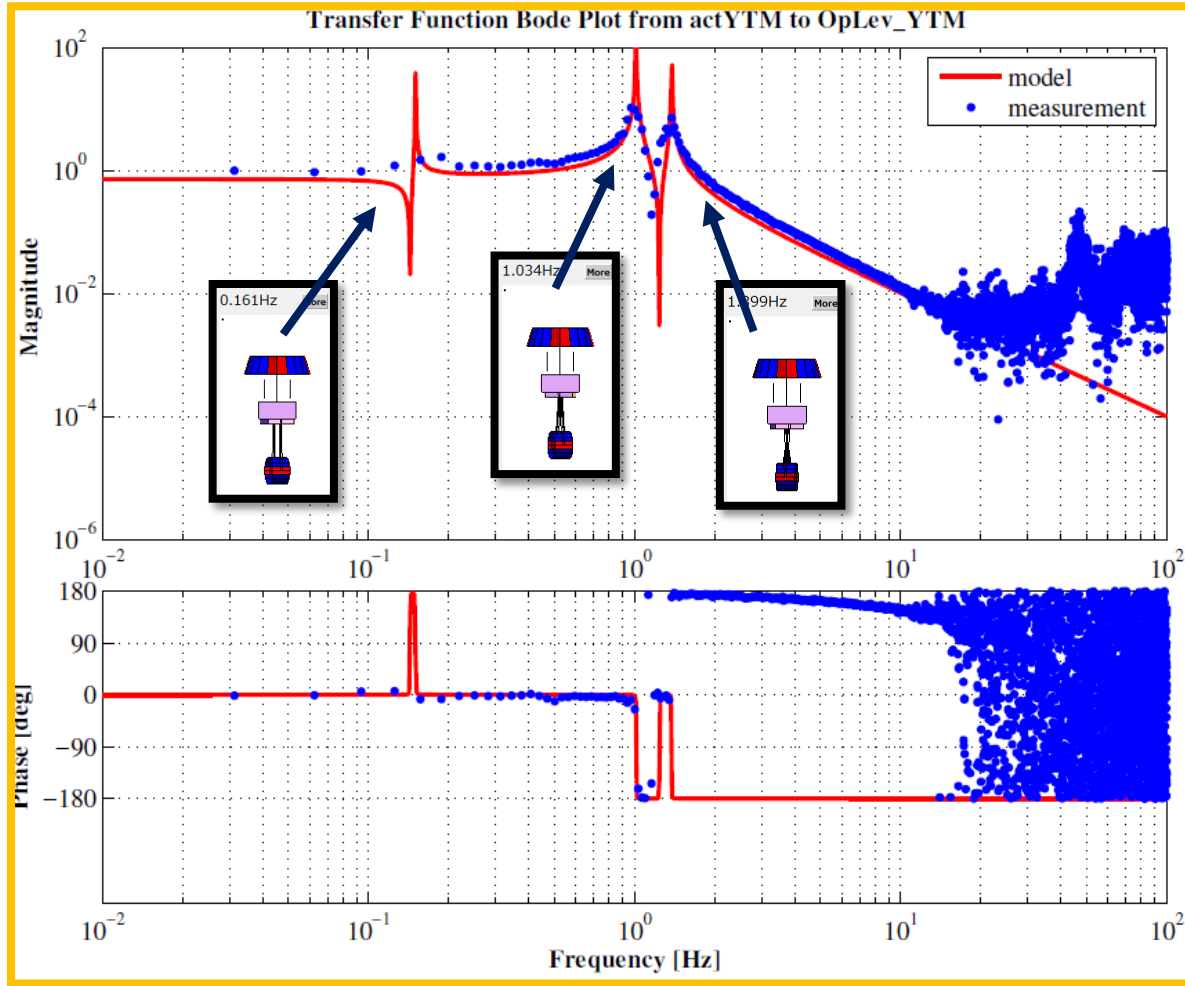 Transfer Function Bode Plot from actYTM to OpLev_YTM
10^2
10^0
10^-2
10^-4
10^-6
Magnitude
model
measurement
0.161Hz
More
1.034Hz
More
More
10^-2
10^-1
10^0
10^1
10^2
180
90
0
−90
−180
Phase [deg]
10^-2
10^-1
10^0
10^1
10^2
Frequency [Hz]